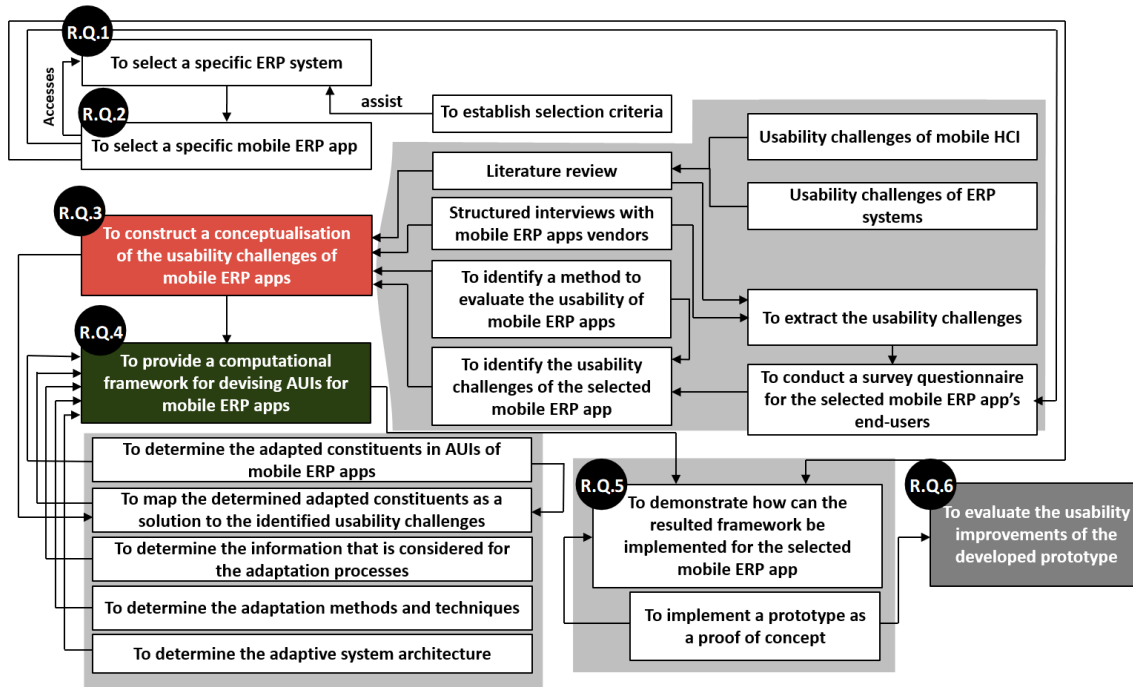 R.Q.1
To select a specific ERP system
Accesses
R.Q.2
To select a specific mobile ERP app
assist
To establish selection criteria
Usability challenges of mobile HCI
Usability challenges of ERP
systems
Literature review
Structured interviews with
mobile ERP apps vendors
To identify a method to
evaluate the usability of
mobile ERP apps
To identify the usability
challenges of the selected
mobile ERP app
To extract the usability challenges
To conduct a survey questionnaire
for the selected mobile ERP app's
end-users
R.Q.3
To construct a conceptualisation
of the usability challenges of
mobile ERP apps
R.Q.4
To provide a computational
framework for devising AUIs for
mobile ERP apps
To determine the adapted constituents in AUIs of
mobile ERP apps
To map the determined adapted constituents as a
solution to the identified usability challenges
To determine the information that is considered for
the adaptation processes
To determine the adaptation methods and techniques
To determine the adaptive system architecture
R.Q.5
To demonstrate how can the
resulted framework be
implemented for the selected
mobile ERP app
To implement a prototype as
a proof of concept
R.Q.6
To evaluate the usability
improvements of the
developed prototype